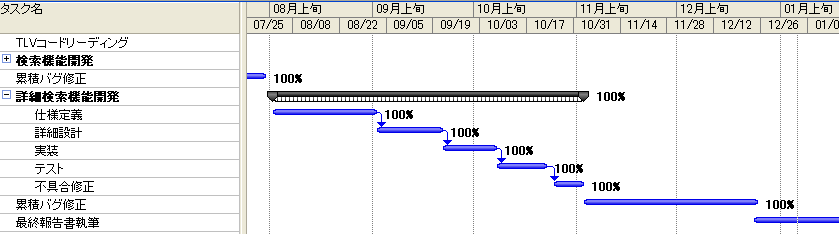 タスク名
08月上旬 09月上旬 10月上旬 11月上旬 12月上旬 01月上旬
07/25 08/08 08/22 09/05 09/19 10/03 10/17 10/31 11/14 11/28 12/12 12/26 01/0
TLVコードリーディング
検索機能開発
累積バグ修正 100%
詳細検索機能開発 100%
仕様定義 100%
詳細設計 100%
実装 100%
テスト 100%
不具合修正 100%
累積バグ修正 100%
最終報告書執筆